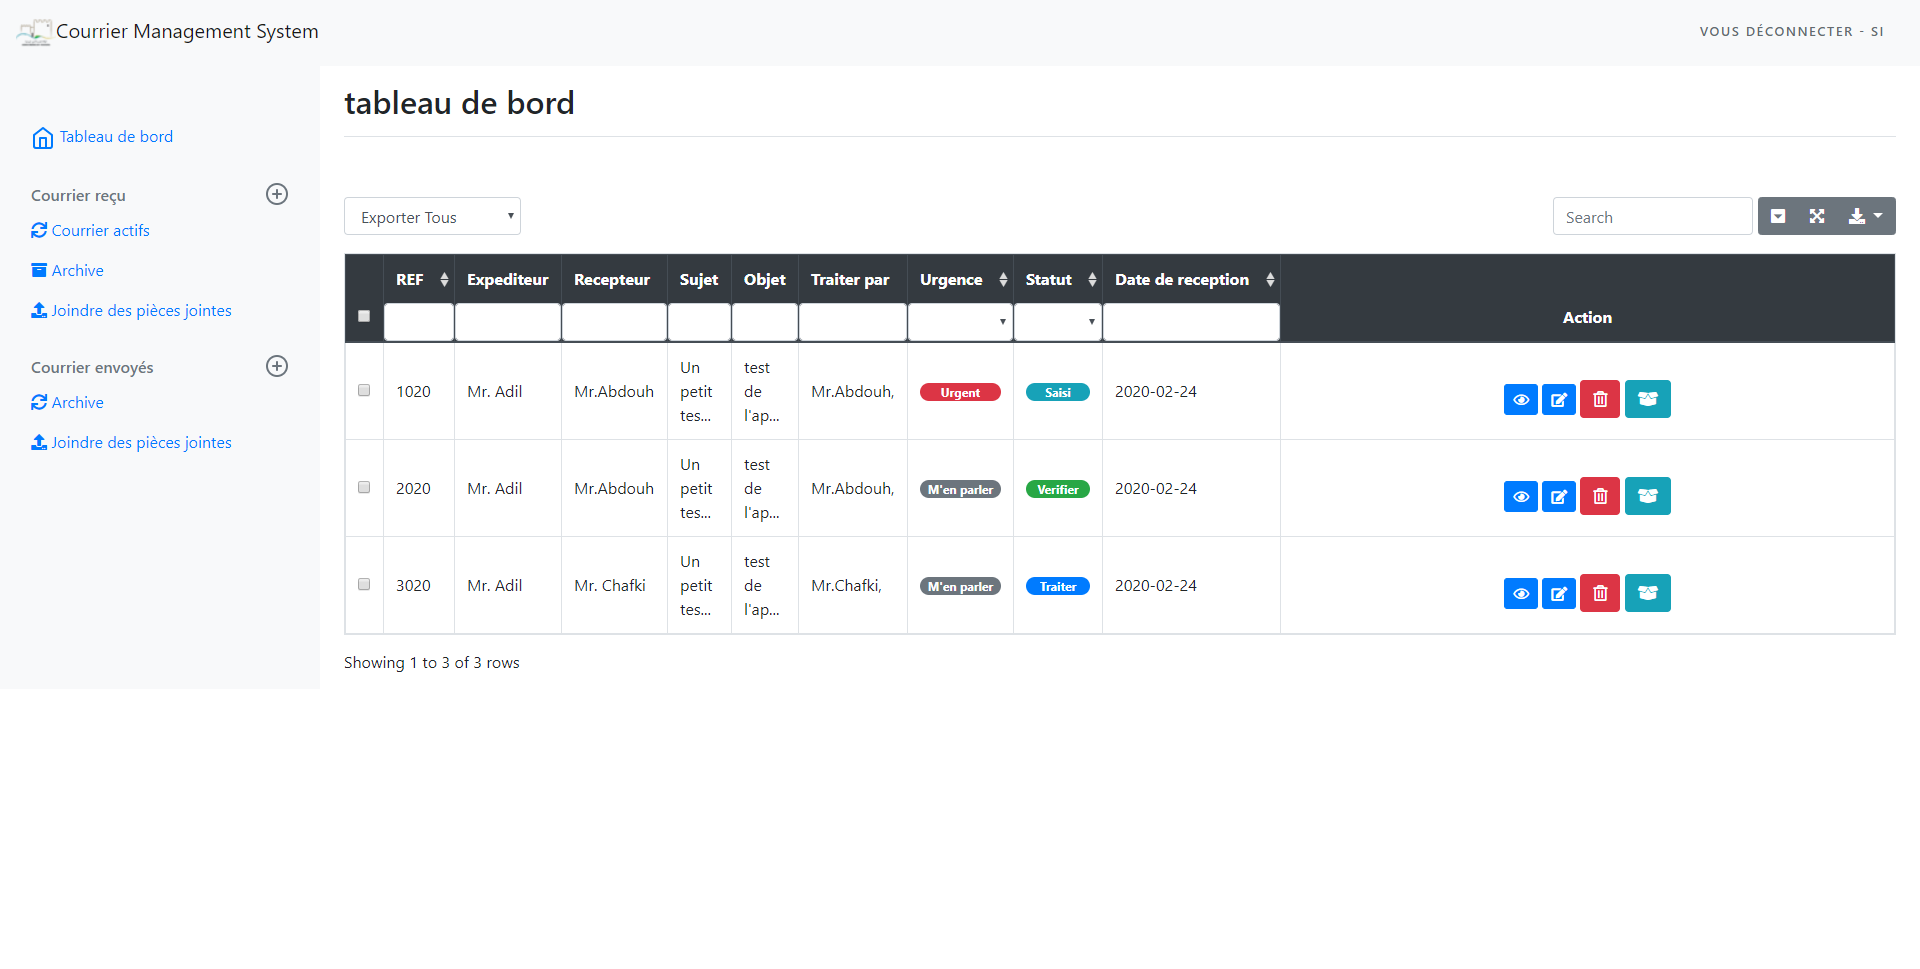 Courrier Management System
VOUS DÉCONNECTER - SI
Tableau de bord
Courrier reçu
Courrier actifs
Archive
Joindre des pièces jointes
Courrier envoyés
Archive
Joindre des pièces jointes
tableau de bord
Exporter Tous
Search
REF Expediteur Recepteur Sujet Objet Traiter par Urgence Statut Date de reception Action
1020 Mr. Adil Mr.Abdouh Un petit tes... test de l'ap... Mr.Abdouh, Urgent Saisi 2020-02-24
2020 Mr. Adil Mr.Abdouh Un petit tes... test de l'ap... Mr.Abdouh, M'en parler Verifier 2020-02-24
3020 Mr. Adil Mr. Chafki Un petit tes... test de l'ap... Mr.Chafki, M'en parler Traiter 2020-02-24
Showing 1 to 3 of 3 rows